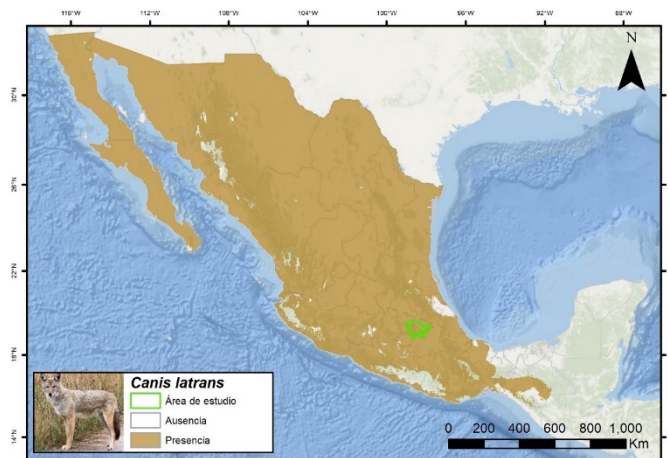 116°W 112°W 108°W 104°W 100°W 96°W 92°W 88°W
N
30°N
26°N
22°N
18°N
14°N
Canis latrans
Área de estudio
Ausencia
Presencia
0 200 400 600 800 1,000
Km